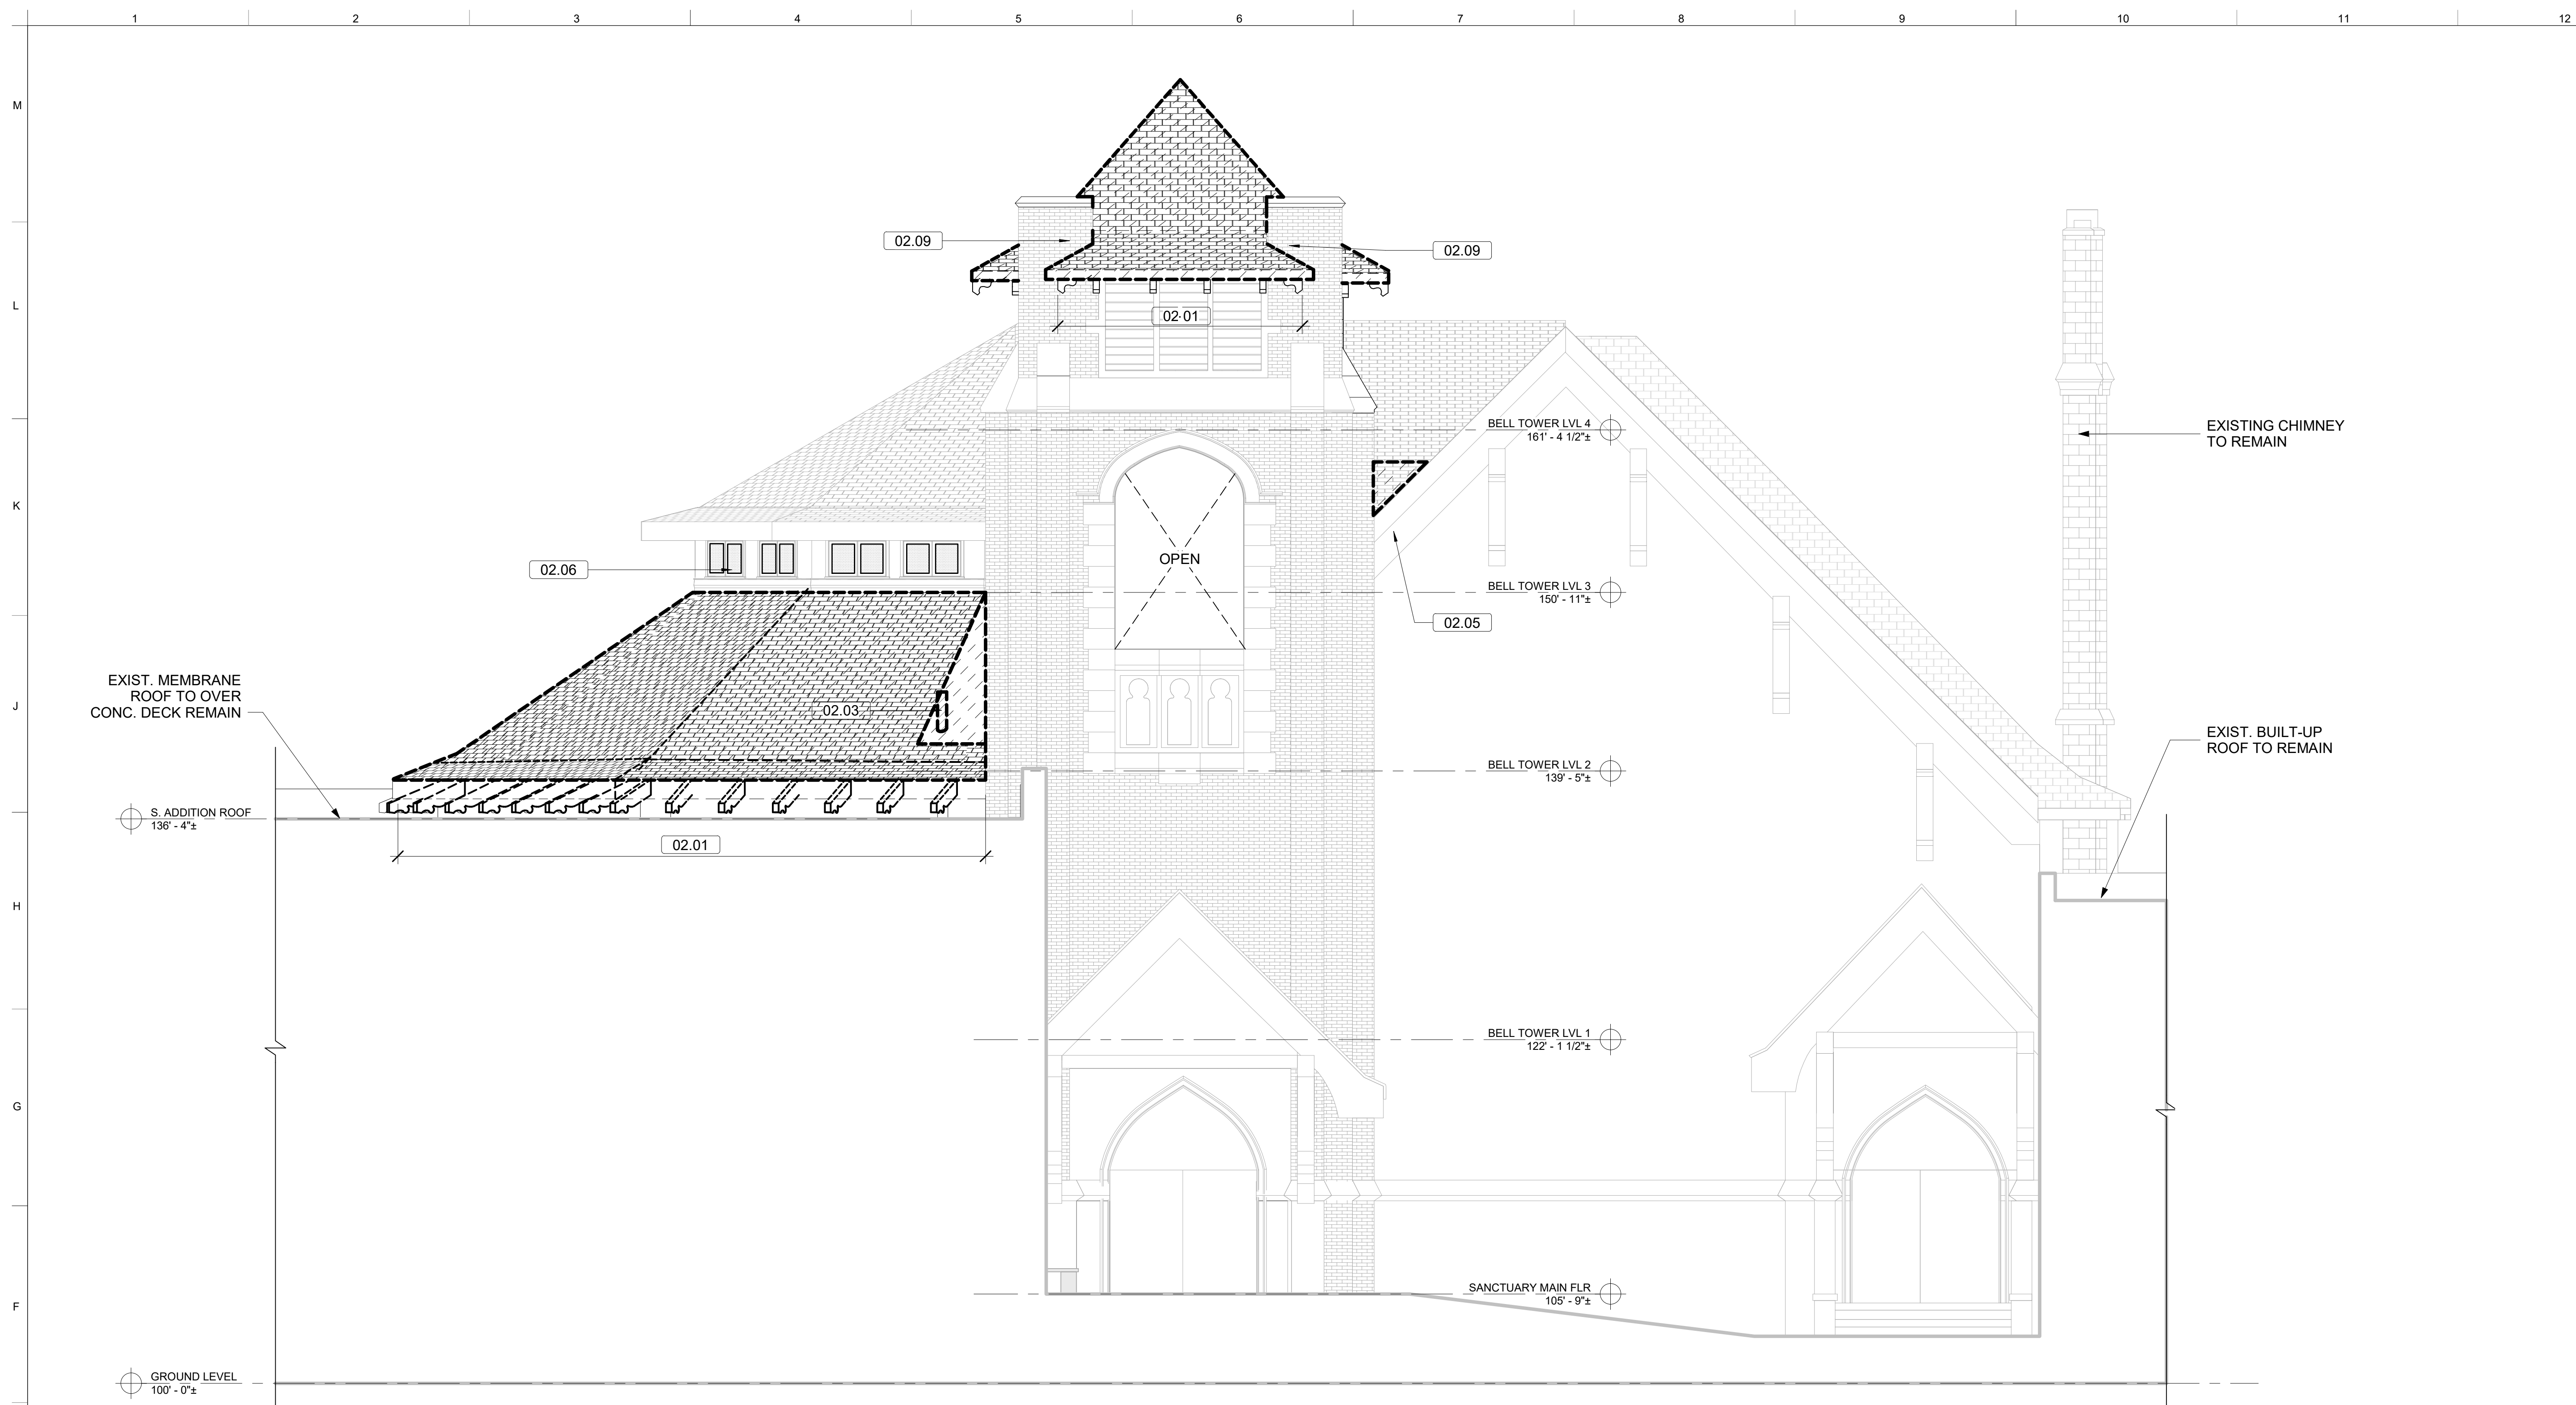 1 2 3 4 5 6 7 8 9 10 11 12
M
02.09
02.09
L
02.01
BELL TOWER LVL 4
161' - 4 1/2"±
EXISTING CHIMNEY
TO REMAIN
K
OPEN
02.06
BELL TOWER LVL 3
150' - 11"±
02.05
EXIST. MEMBRANE
ROOF TO OVER
CONC. DECK REMAIN
J
02.03
EXIST. BUILT-UP
ROOF TO REMAIN
BELL TOWER LVL 2
139' - 5"±
S. ADDITION ROOF
136' - 4"±
02.01
H
BELL TOWER LVL 1
122' - 1 1/2"±
G
SANCTUARY MAIN FLR
105' - 9"±
F
GROUND LEVEL
100' - 0"±